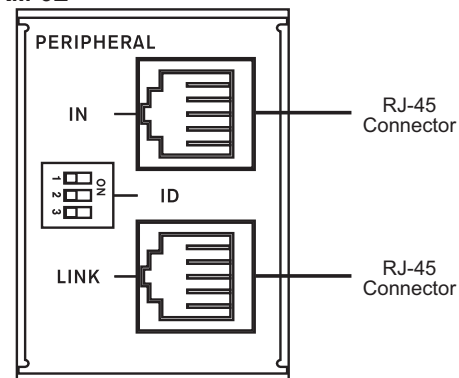 PERIPHERAL
IN
RJ-45
Connector
1
2
3
ON
ID
LINK
RJ-45
Connector